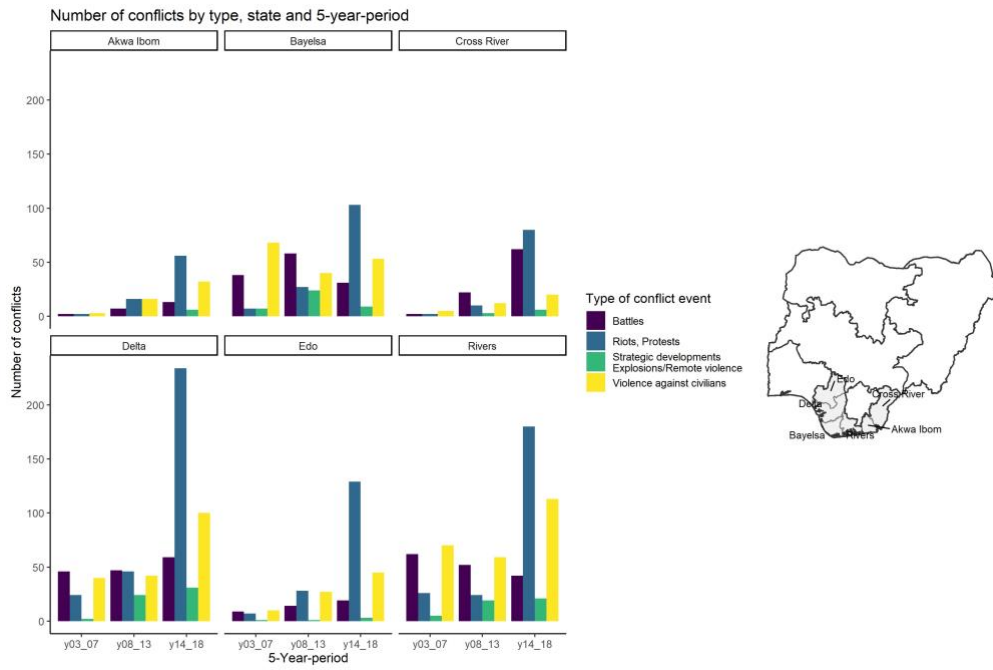 Number of conflicts by type, state and 5-year-period
Akwa Ibom
Bayelsa
Cross River
200
150
100
50
0
Delta
Edo
Rivers
200
150
100
50
0
Number of conflicts
y03_07 y08_13 y14_18
y03_07 y08_13 y14_18
y03_07 y08_13 y14_18
5-Year-period
Type of conflict event
Battles
Riots, Protests
Strategic developments
Explosions/Remote violence
Violence against civilians
Edo
Cross River
Delta
Akwa Ibom
Bayelsa
Rivers